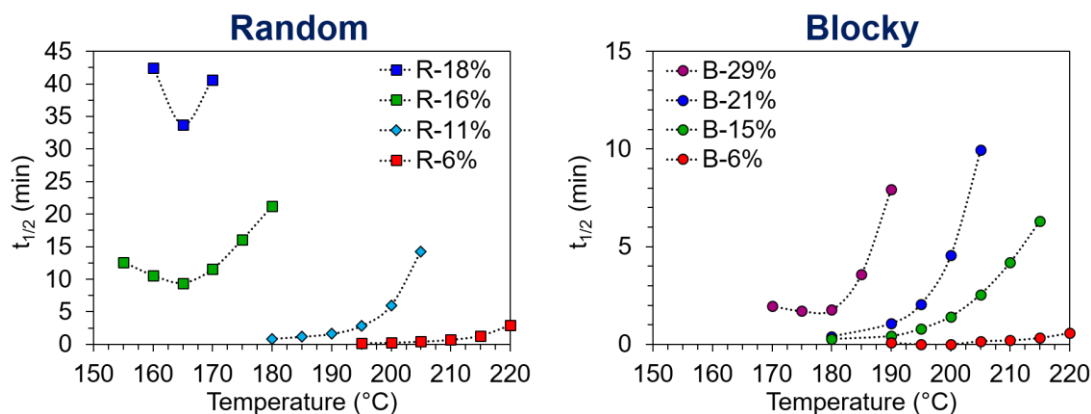 Random
45
40
35
30
25
20
15
10
5
0
t1/2 (min)
R-18%
R-16%
R-11%
R-6%
150 160 170 180 190 200 210 220
Temperature (°C)
Blocky
15
10
5
0
t1/2 (min)
B-29%
B-21%
B-15%
B-6%
150 160 170 180 190 200 210 220
Temperature (°C)